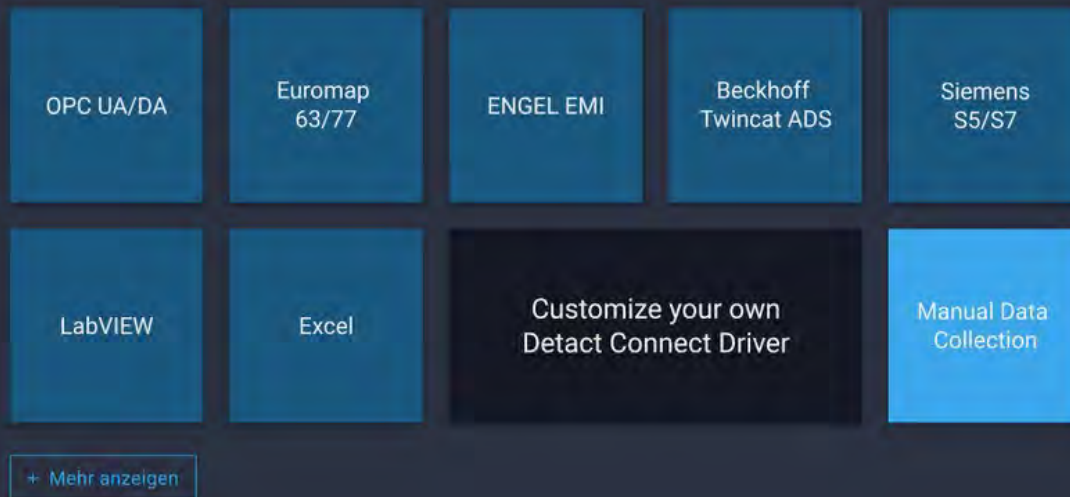 OPC UA/DA
Euromap
63/77
ENGEL EMI
Beckhoff
Twincat ADS
Siemens
S5/S7
LabVIEW
Excel
Customize your own
Detact Connect Driver
Manual Data
Collection
+ Mehr anzeigen